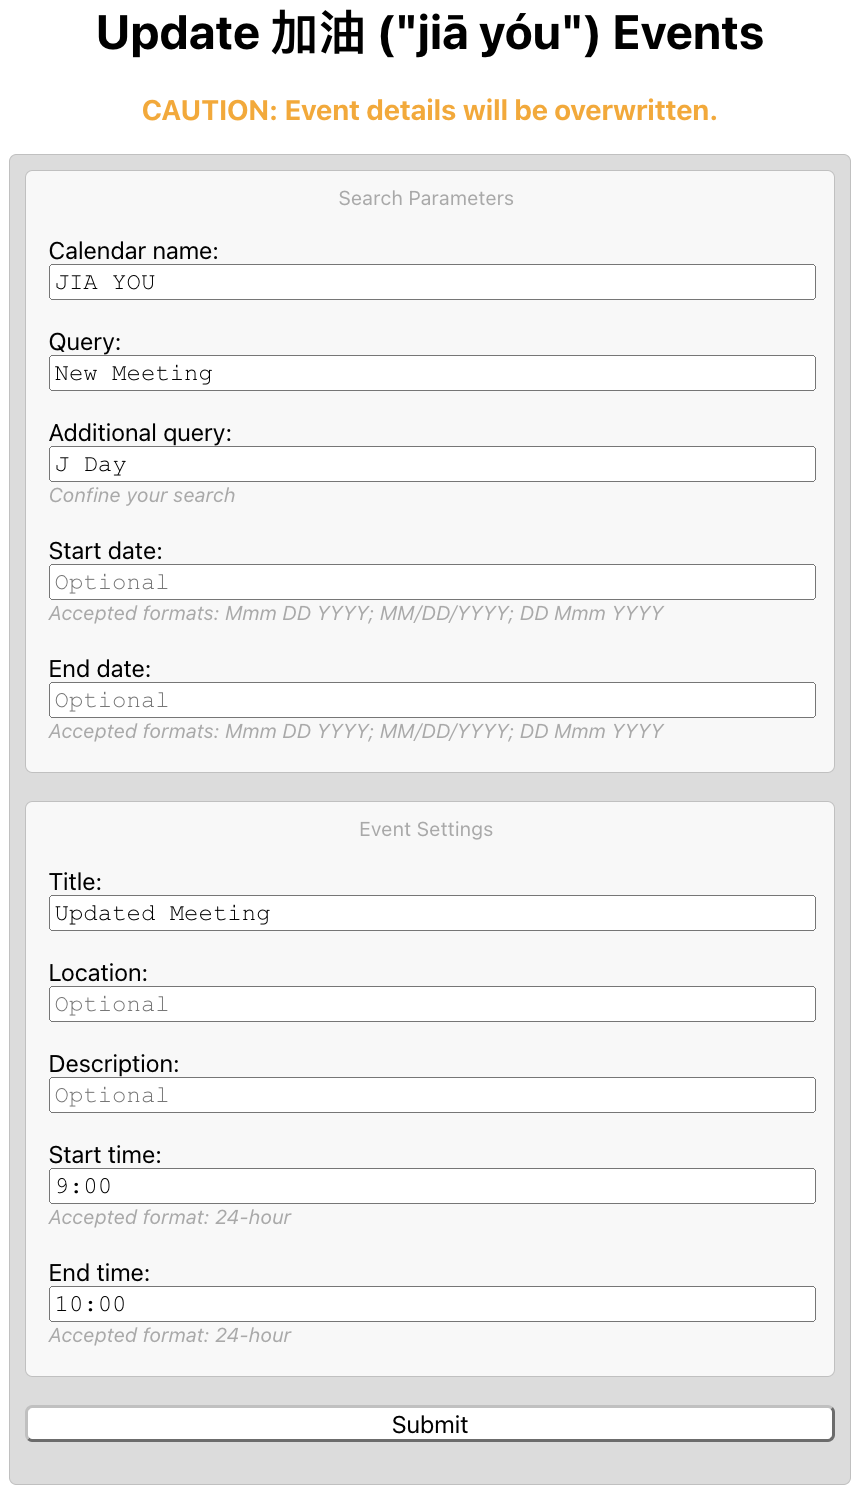 Update 加油 ("jiā yóu") Events
CAUTION: Event details will be overwritten.
Search Parameters
Calendar name:
JIA YOU
Query:
New Meeting
Additional query:
J Day
Confine your search
Start date:
Optional
Accepted formats: Mmm DD YYYY; MM/DD/YYYY; DD Mmm YYYY
End date:
Optional
Accepted formats: Mmm DD YYYY; MM/DD/YYYY; DD Mmm YYYY
Event Settings
Title:
Updated Meeting
Location:
Optional
Description:
Optional
Start time:
9:00
Accepted format: 24-hour
End time:
10:00
Accepted format: 24-hour
Submit